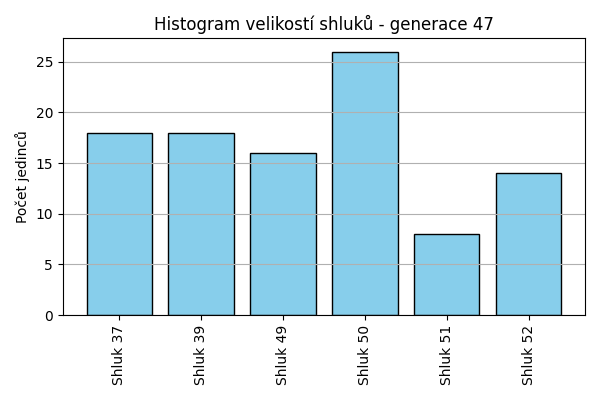 Histogram velikostí shluků - generace 47
Počet jedinců
25
20
15
10
5
0
Shluk 37
Shluk 39
Shluk 49
Shluk 50
Shluk 51
Shluk 52